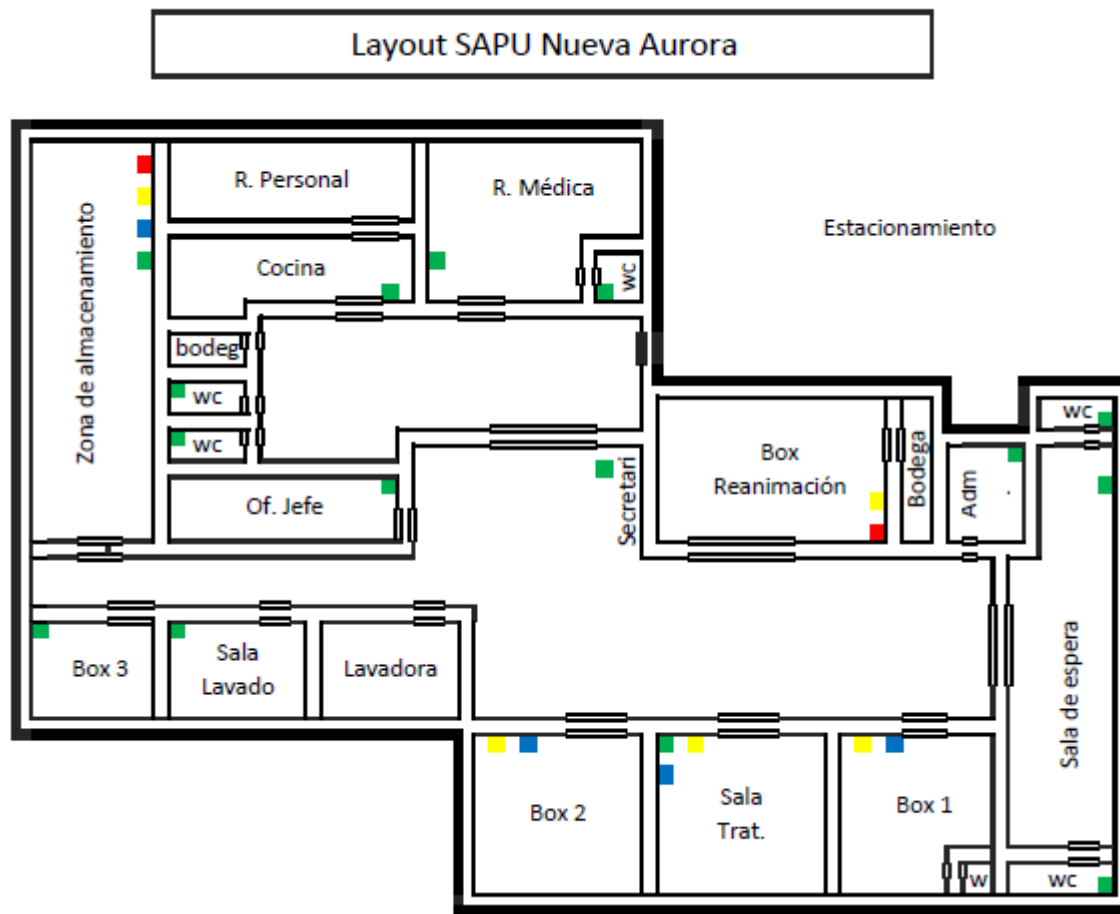 Layout SAPU Nueva Aurora
R. Personal
R. Médica
Estacionamiento
Zona de almacenamiento
Cocina
wc
bodeg
wc
wc
Of. Jefe
Secretari
Box
Reanimación
Bodega
Adm
.
wc
Box 3
Sala
Lavado
Lavadora
Sala de espera
Box 2
Sala
Trat.
Box 1
w
wc